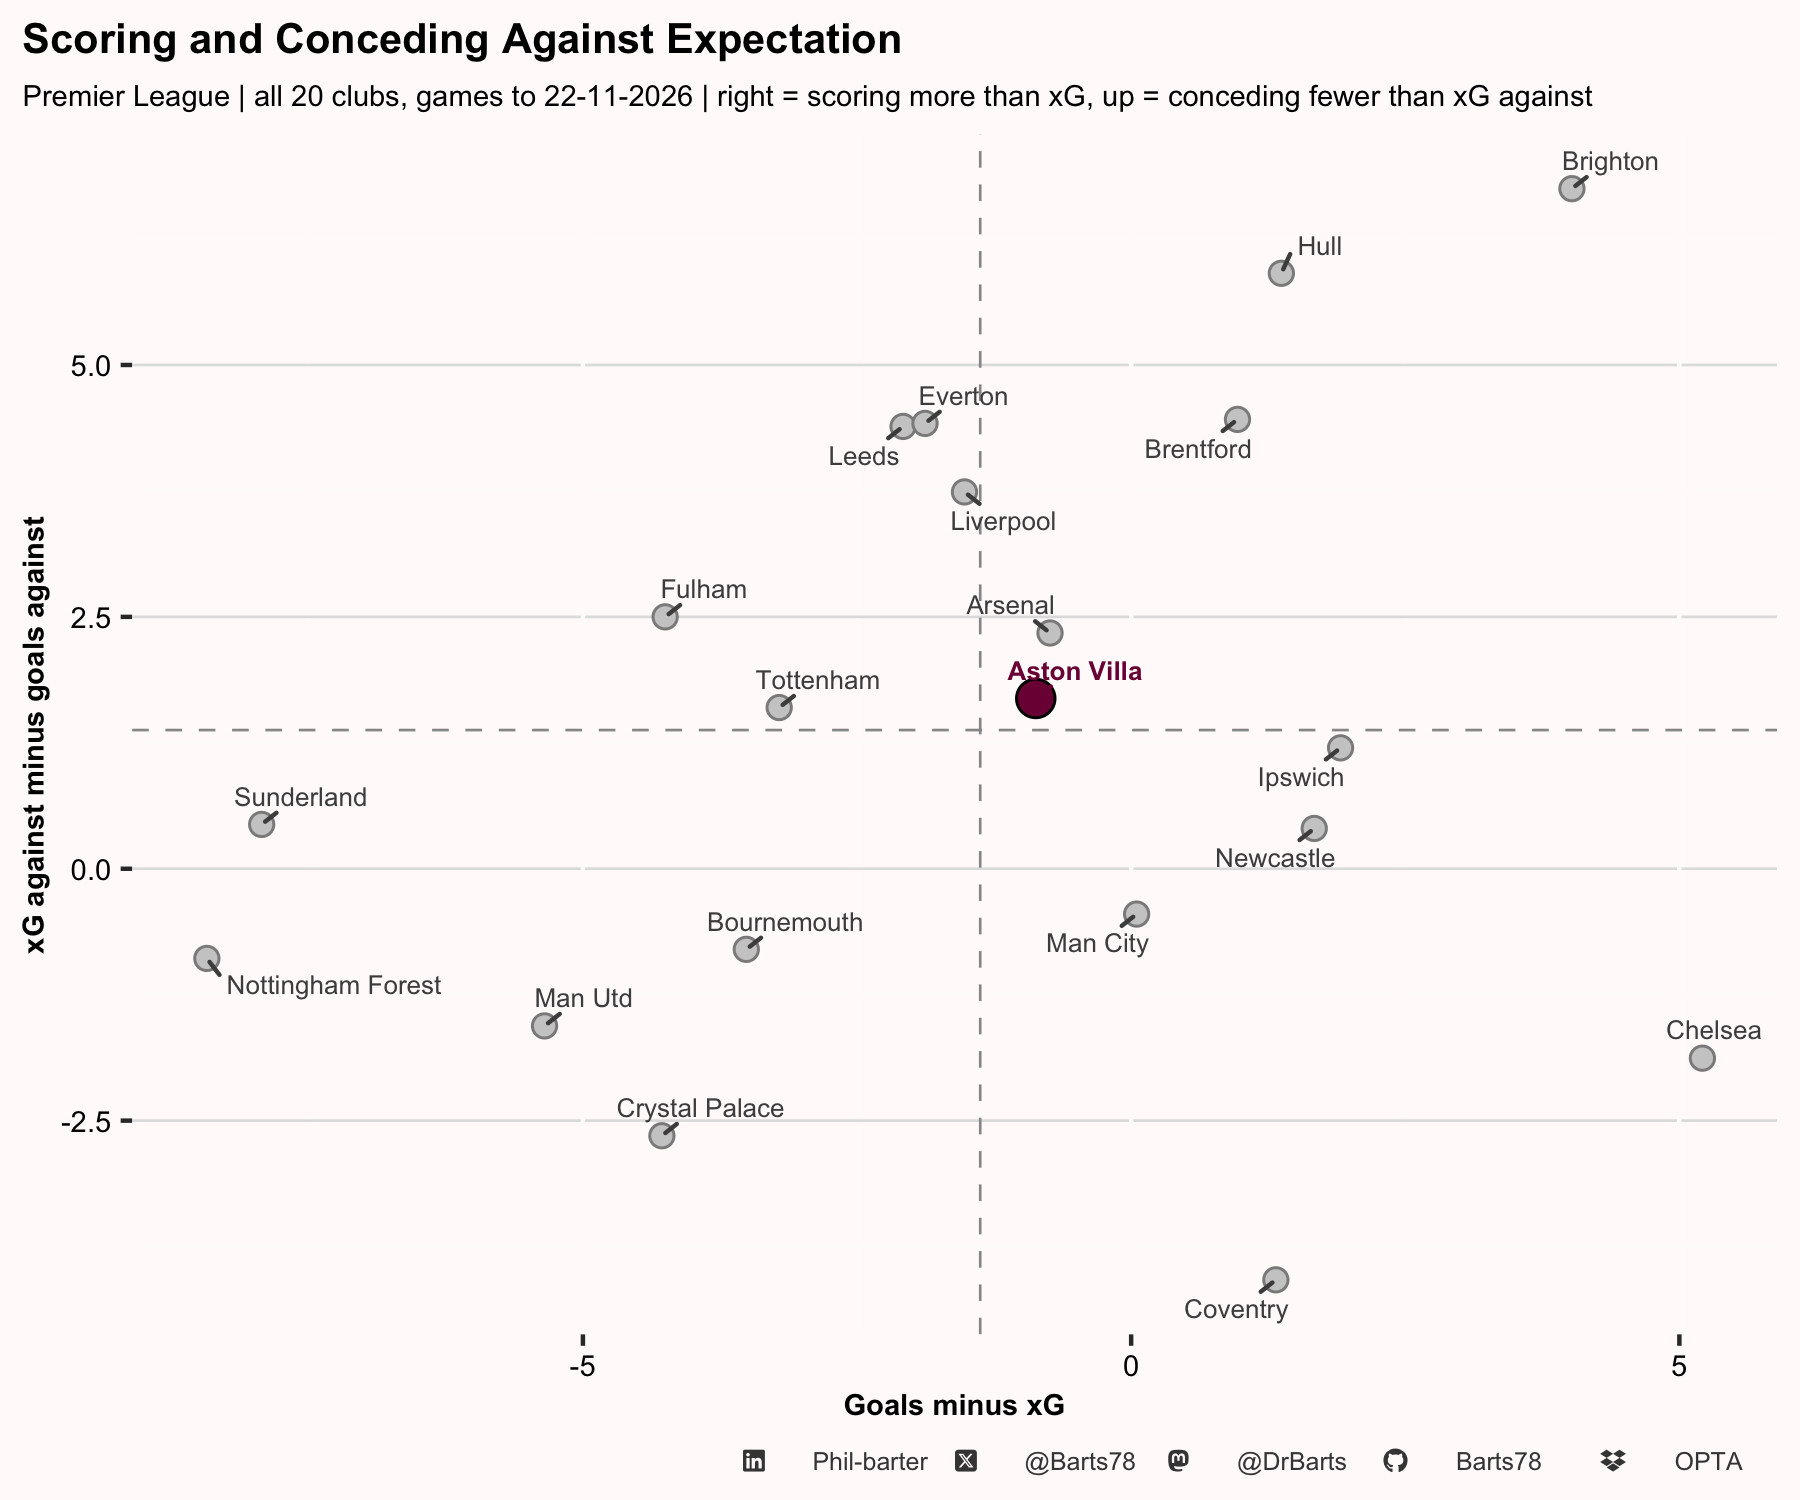 Scoring and Conceding Against Expectation
Premier League | all 20 clubs, games to 22-11-2026 | right = scoring more than xG, up = conceding fewer than xG against
Brighton
Hull
5.0
Everton
Leeds
Brentford
Liverpool
Fulham
Arsenal
2.5
Aston Villa
Tottenham
Ipswich
Sunderland
Newcastle
0.0
xG against minus goals against
Bournemouth
Man City
Nottingham Forest
Man Utd
Chelsea
Crystal Palace
-2.5
Coventry
-5 0 5
Goals minus xG
Phil-barter @Barts78 @DrBarts Barts78 OPTA